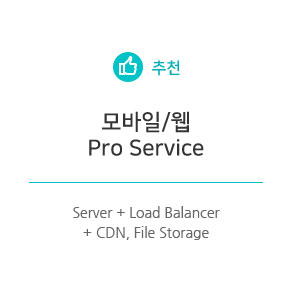 추천
모바일/웹
Pro Service
Server + Load Balancer
+ CDN, File Storage